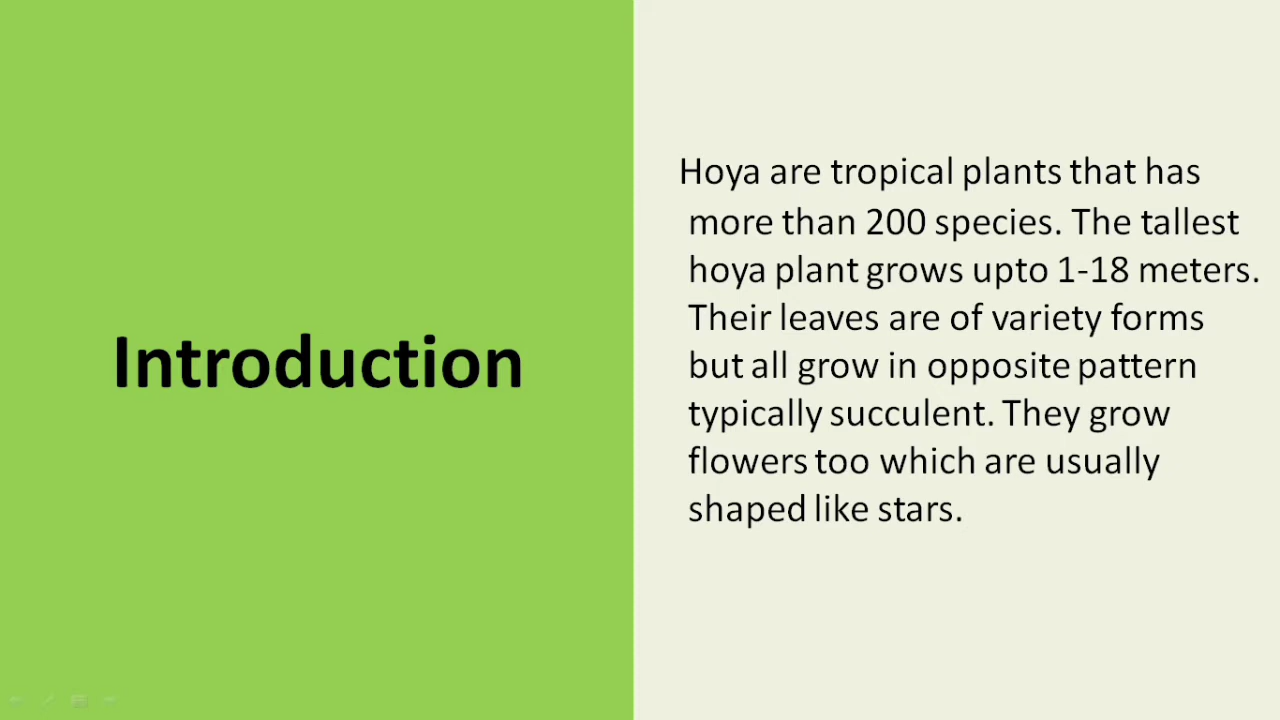 Introduction
Hoya are tropical plants that has
more than 200 species. The tallest
hoya plant grows upto 1-18 meters.
Their leaves are of variety forms
but all grow in opposite pattern
typically succulent. They grow
flowers too which are usually
shaped like stars.